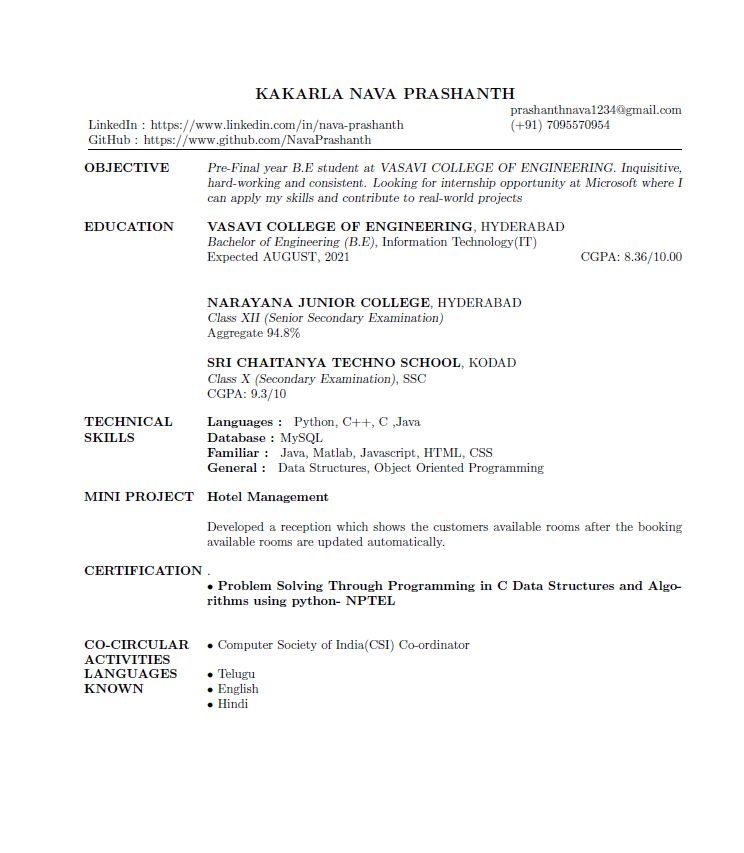 KAKARLA NAVA PRASHANTH
prashanthnava1234@gmail.com
LinkedIn : https://www.linkedin.com/in/nava-prashanth (+91) 7095570954
GitHub : https://www.github.com/NavaPrashanth
OBJECTIVE Pre-Final year B.E student at VASAVI COLLEGE OF ENGINEERING. Inquisitive,
hard-working and consistent. Looking for internship opportunity at Microsoft where I
can apply my skills and contribute to real-world projects
EDUCATION VASAVI COLLEGE OF ENGINEERING, HYDERABAD
Bachelor of Engineering (B.E), Information Technology(IT)
Expected AUGUST, 2021 CGPA: 8.36/10.00
NARAYANA JUNIOR COLLEGE, HYDERABAD
Class XII (Senior Secondary Examination)
Aggregate 94.8%
SRI CHAITANYA TECHNO SCHOOL, KODAD
Class X (Secondary Examination), SSC
CGPA: 9.3/10
TECHNICAL Languages : Python, C++, C ,Java
SKILLS Database : MySQL
Familiar : Java, Matlab, Javascript, HTML, CSS
General : Data Structures, Object Oriented Programming
MINI PROJECT Hotel Management
Developed a reception which shows the customers available rooms after the booking
available rooms are updated automatically.
CERTIFICATION .
• Problem Solving Through Programming in C Data Structures and Algo-
rithms using python- NPTEL
CO-CIRCULAR • Computer Society of India(CSI) Co-ordinator
ACTIVITIES
LANGUAGES • Telugu
KNOWN • English
• Hindi